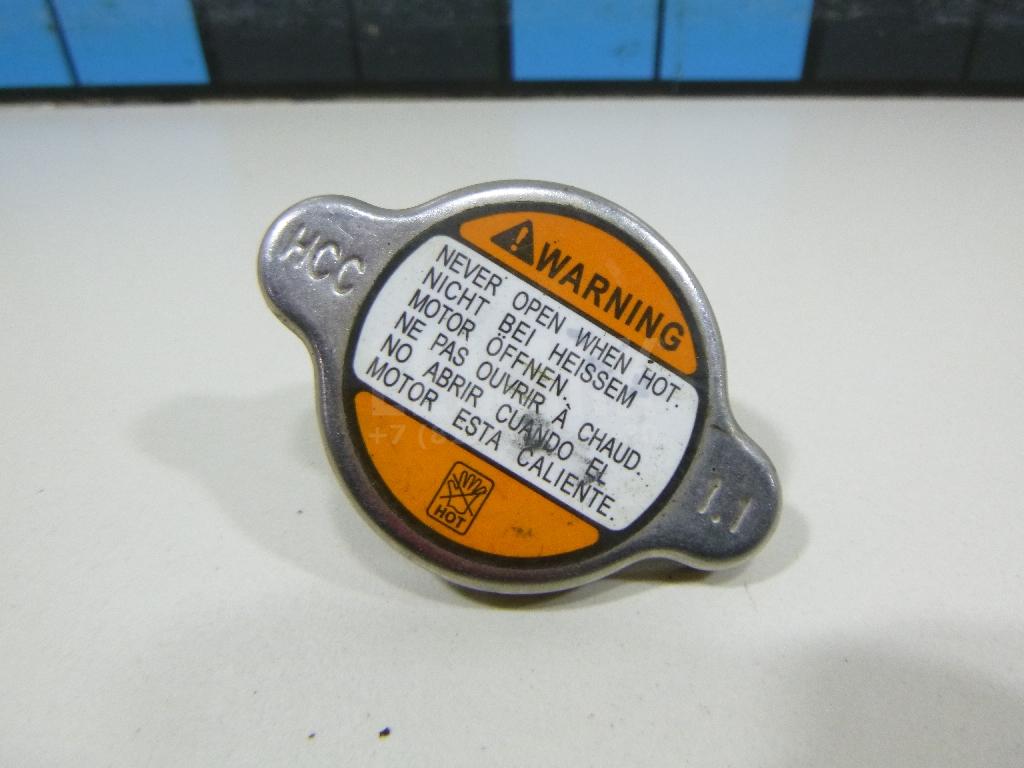 HCC
WARNING
NEVER OPEN WHEN HOT.
NICHT BEI HEISSEM
MOTOR ÖFFNEN.
NE PAS OUVRIR À CHAUD.
NO ABRIR CUANDO EL
MOTOR ESTA CALIENTE.
HOT
1.1